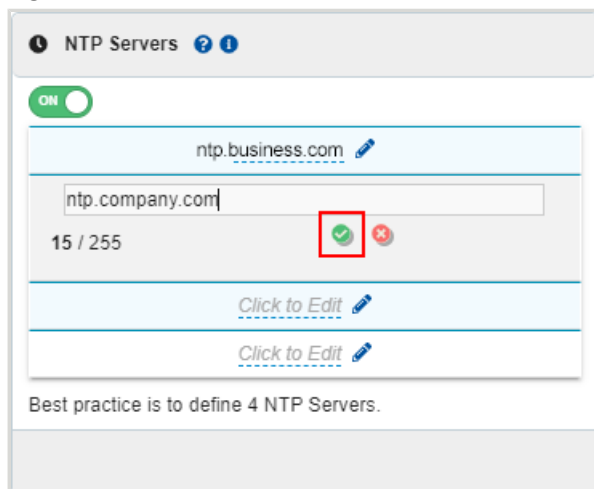 NTP Servers
ON
ntp.business.com
ntp.company.com
15 / 255
Click to Edit
Click to Edit
Best practice is to define 4 NTP Servers.